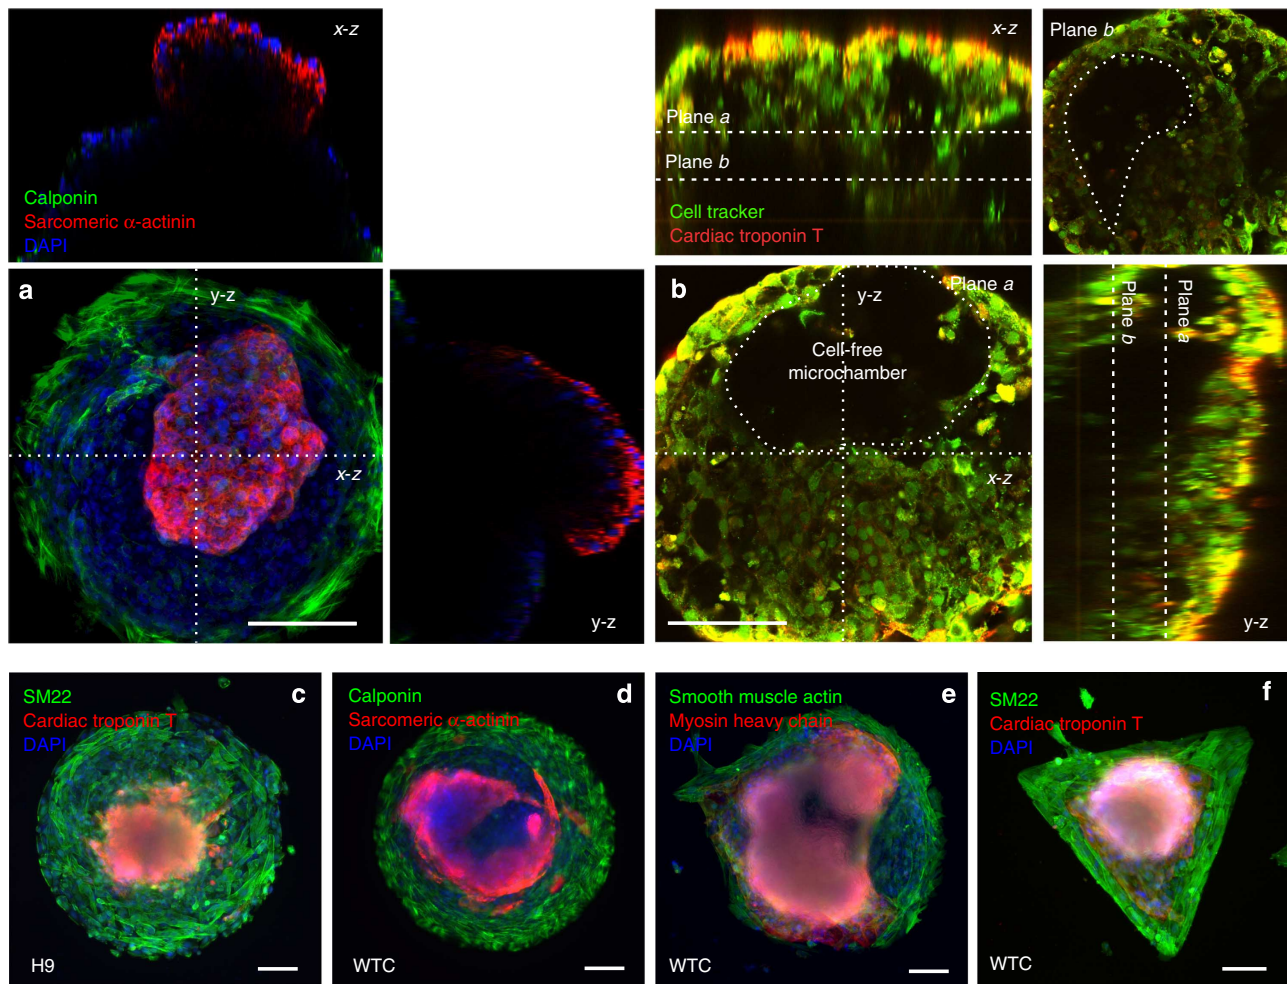 x-z
Calponin
Sarcomeric α-actinin
DAPI
a
y-z
x-z
y-z
x-z
Plane a
Plane b
Cell tracker
Cardiac troponin T
Plane b
b
y-z
Plane a
Cell-free
microchamber
x-z
Plane b
Plane a
y-z
c
SM22
Cardiac troponin T
DAPI
H9
d
Calponin
Sarcomeric α-actinin
DAPI
WTC
e
Smooth muscle actin
Myosin heavy chain
DAPI
WTC
f
SM22
Cardiac troponin T
DAPI
WTC